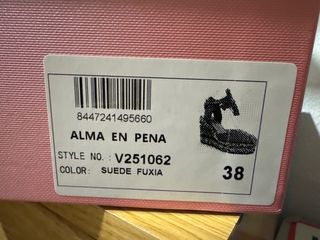 8447241495660
ALMA EN PENA
STYLE NO. : V251062
COLOR: SUEDE FUXIA
38